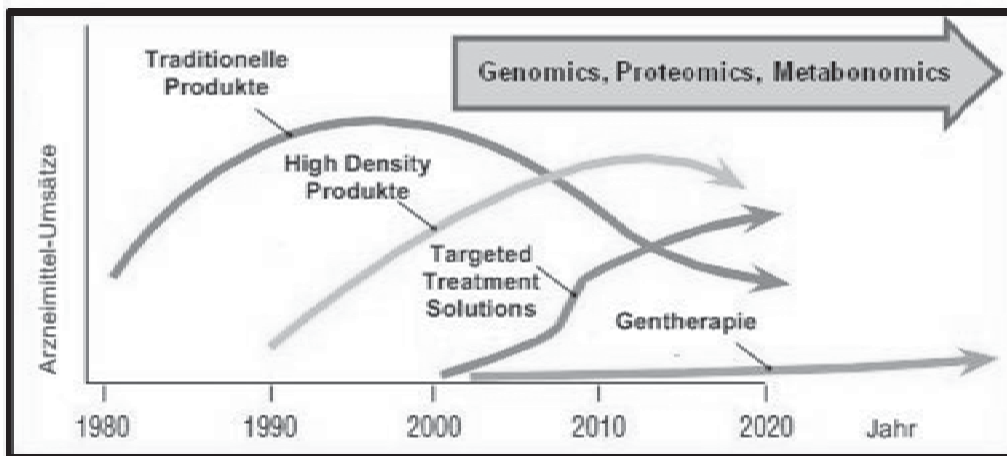 Traditionelle
Produkte
Genomics, Proteomics, Metabonomics
High Density
Produkte
Targeted
Treatment
Solutions
Gentherapie
Arzneimittel-Umsätze
1980 1990 2000 2010 2020 Jahr